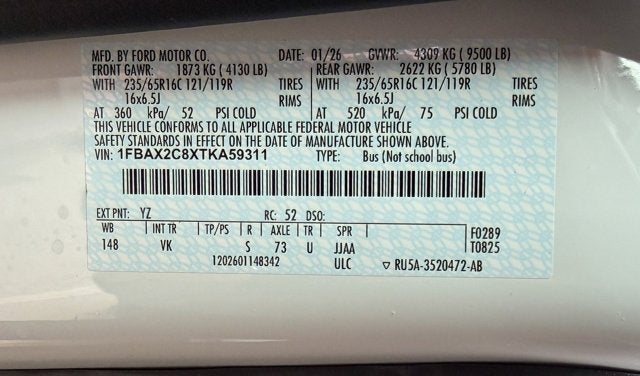 MFD. BY FORD MOTOR CO. DATE: 01/26 GVWR: 4309 KG ( 9500 LB)
FRONT GAWR: 1873 KG ( 4130 LB) REAR GAWR: 2622 KG ( 5780 LB)
WITH 235/65R16C 121/119R TIRES WITH 235/65R16C 121/119R TIRES
16x6.5J RIMS 16x6.5J RIMS
AT 360 kPa/ 52 PSI COLD AT 520 kPa/ 75 PSI COLD
THIS VEHICLE CONFORMS TO ALL APPLICABLE FEDERAL MOTOR VEHICLE
SAFETY STANDARDS IN EFFECT ON THE DATE OF MANUFACTURE SHOWN ABOVE.
VIN: 1FBAX2C8XTKA59311 TYPE: Bus (Not school bus)
EXT PNT: YZ RC: 52 DSO:
WB INT TR TP/PS R AXLE TR SPR F0289
148 VK S 73 U JJAA T0825
1202601148342 ULC ▽ RU5A-3520472-AB